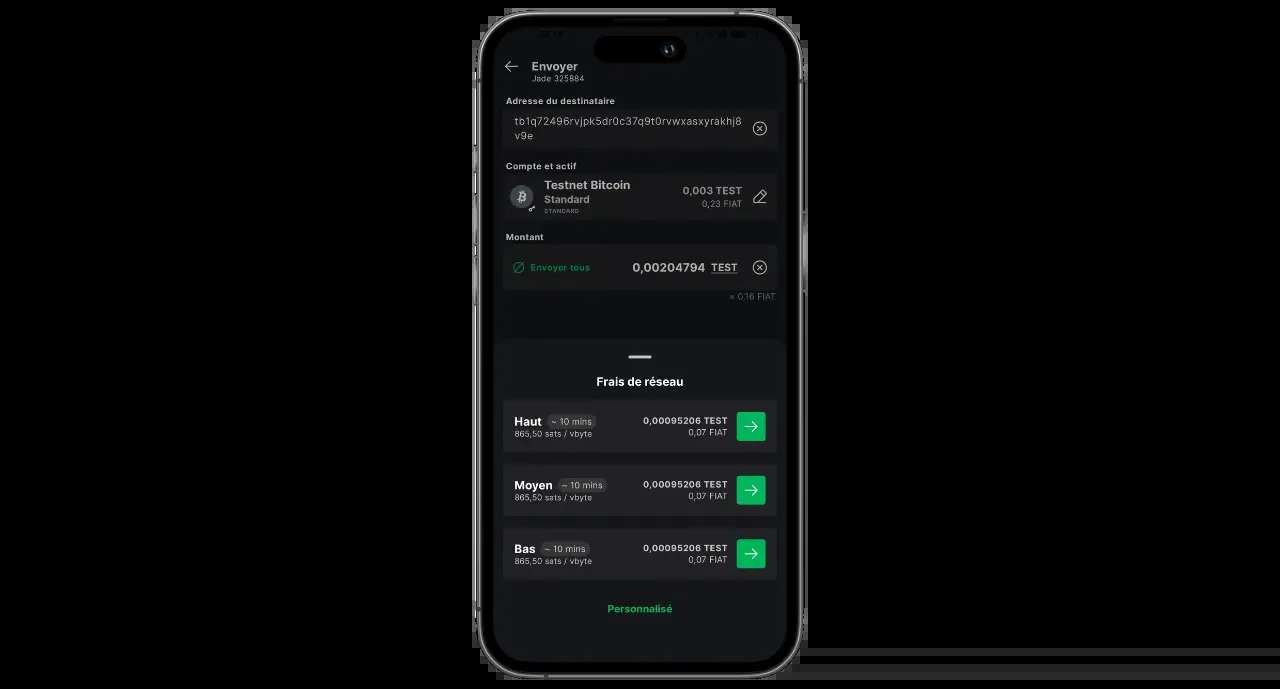 Envoyer
Jade 325884
Adresse du destinataire
tb1q72496rvjpk5dr0c37q9t0rvwxasxyrakhj8
v9e
Compte et actif
Testnet Bitcoin
0,003 TEST
Standard
0,23 FIAT
STANDARD
Montant
Envoyer tous 0,00204794 TEST
≈ 0,16 FIAT
Frais de réseau
Haut ~ 10 mins 0,00095206 TEST
865,50 sats / vbyte 0,07 FIAT
Moyen ~ 10 mins 0,00095206 TEST
865,50 sats / vbyte 0,07 FIAT
Bas ~ 10 mins 0,00095206 TEST
865,50 sats / vbyte 0,07 FIAT
Personnalisé